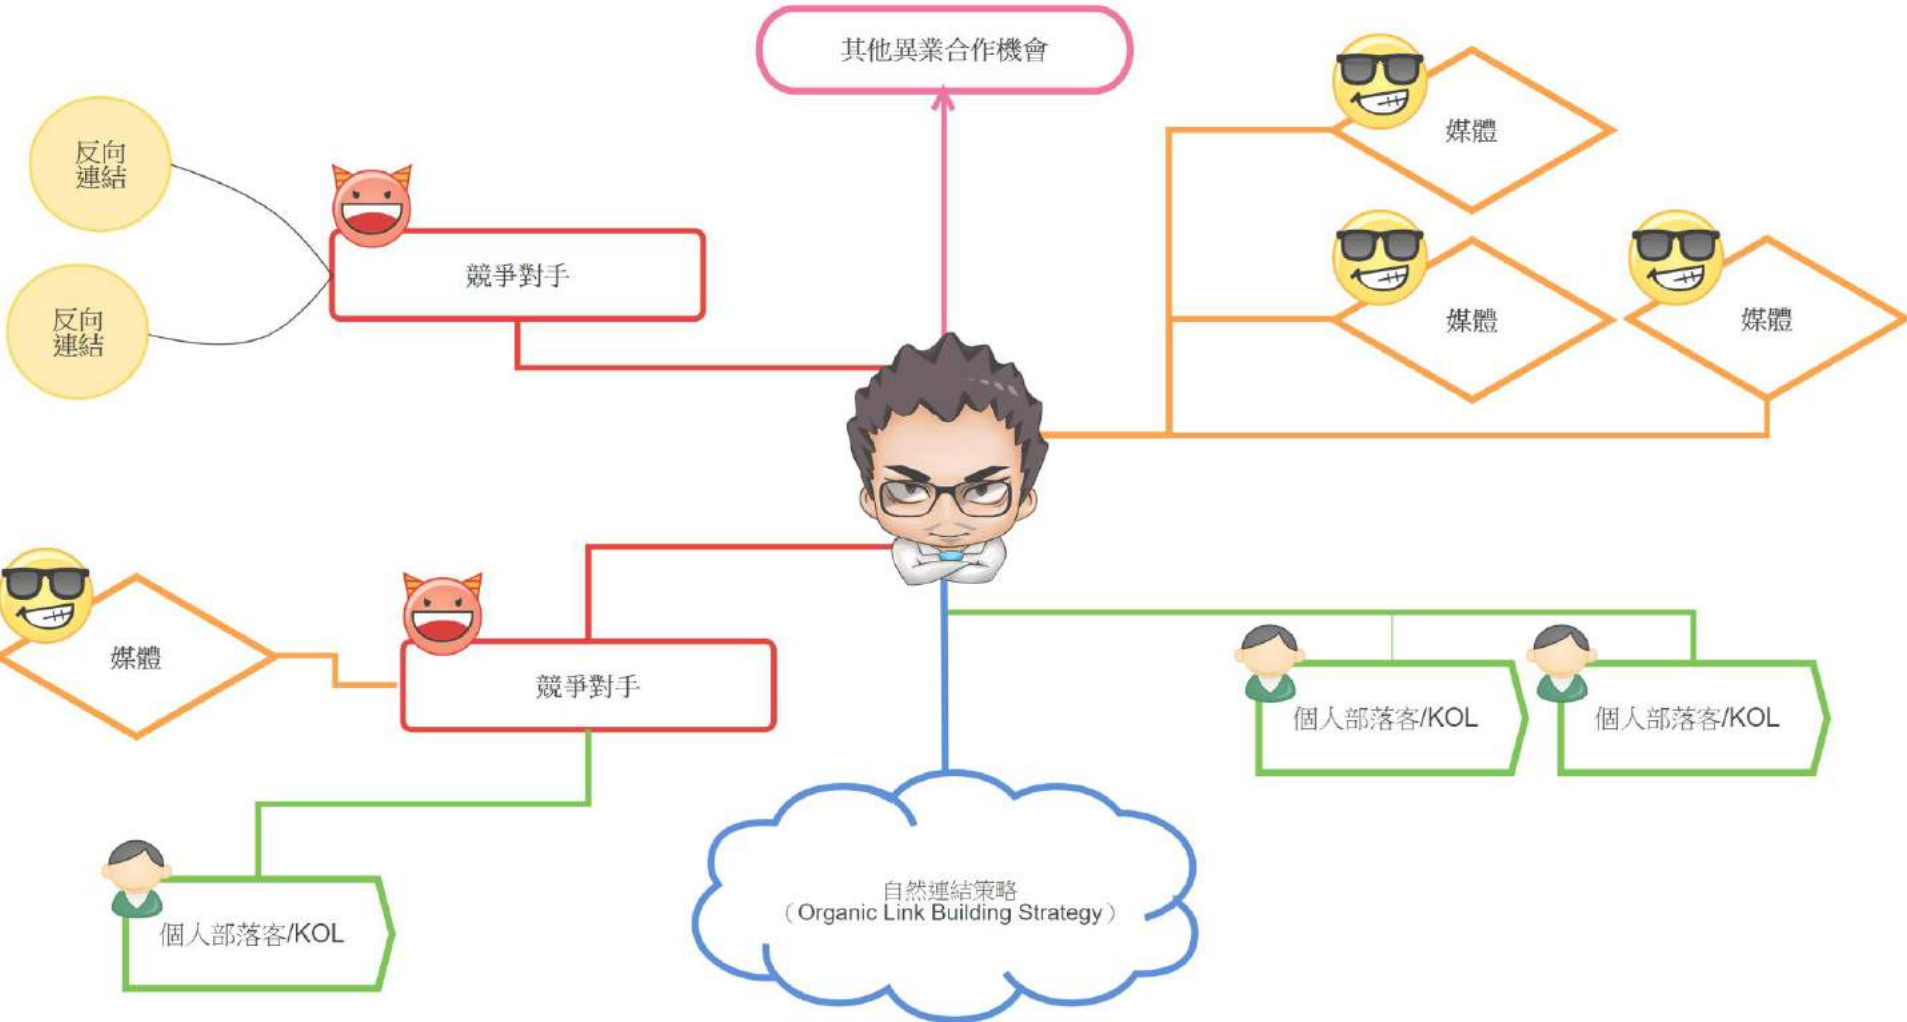 其他異業合作機會
媒體
反向
連結
競爭對手
反向
連結
媒體
媒體
媒體
競爭對手
個人部落客/KOL
個人部落客/KOL
自然連結策略
（Organic Link Building Strategy）
個人部落客/KOL